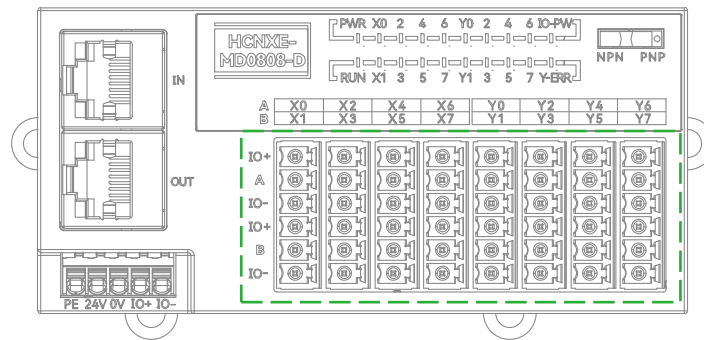 HCNXE-
MD0808-D
PWR X0 2 4 6 Y0 2 4 6 IO-PW
RUN X1 3 5 7 Y1 3 5 7 Y-ERR
NPN PNP
IN
OUT
A X0 X2 X4 X6 Y0 Y2 Y4 Y6
B X1 X3 X5 X7 Y1 Y3 Y5 Y7
IO+
A
IO-
IO+
B
IO-
PE 24V 0V IO+ IO-